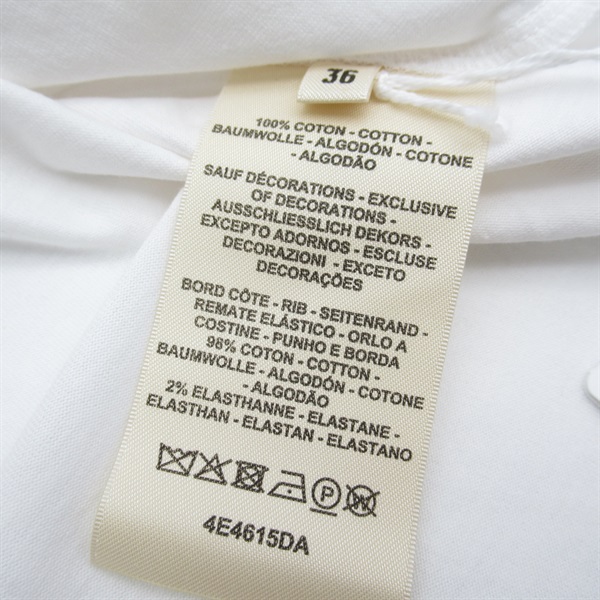 36
100% COTON - COTTON -
BAUMWOLLE - ALGODÓN - COTONE
- ALGODÃO
SAUF DÉCORATIONS - EXCLUSIVE
OF DECORATIONS -
AUSSCHLIESSLICH DEKORS -
EXCEPTO ADORNOS - ESCLUSE
DECORAZIONI - EXCETO
DECORAÇÕES
BORD CÔTE - RIB - SEITENRAND -
REMATE ELÁSTICO - ORLO A
COSTINE - PUNHO E BORDA
98% COTON - COTTON -
BAUMWOLLE - ALGODÓN - COTONE
- ALGODÃO
2% ELASTHANNE - ELASTANE -
ELASTHAN - ELASTAN - ELASTANO
P W
4E4615DA